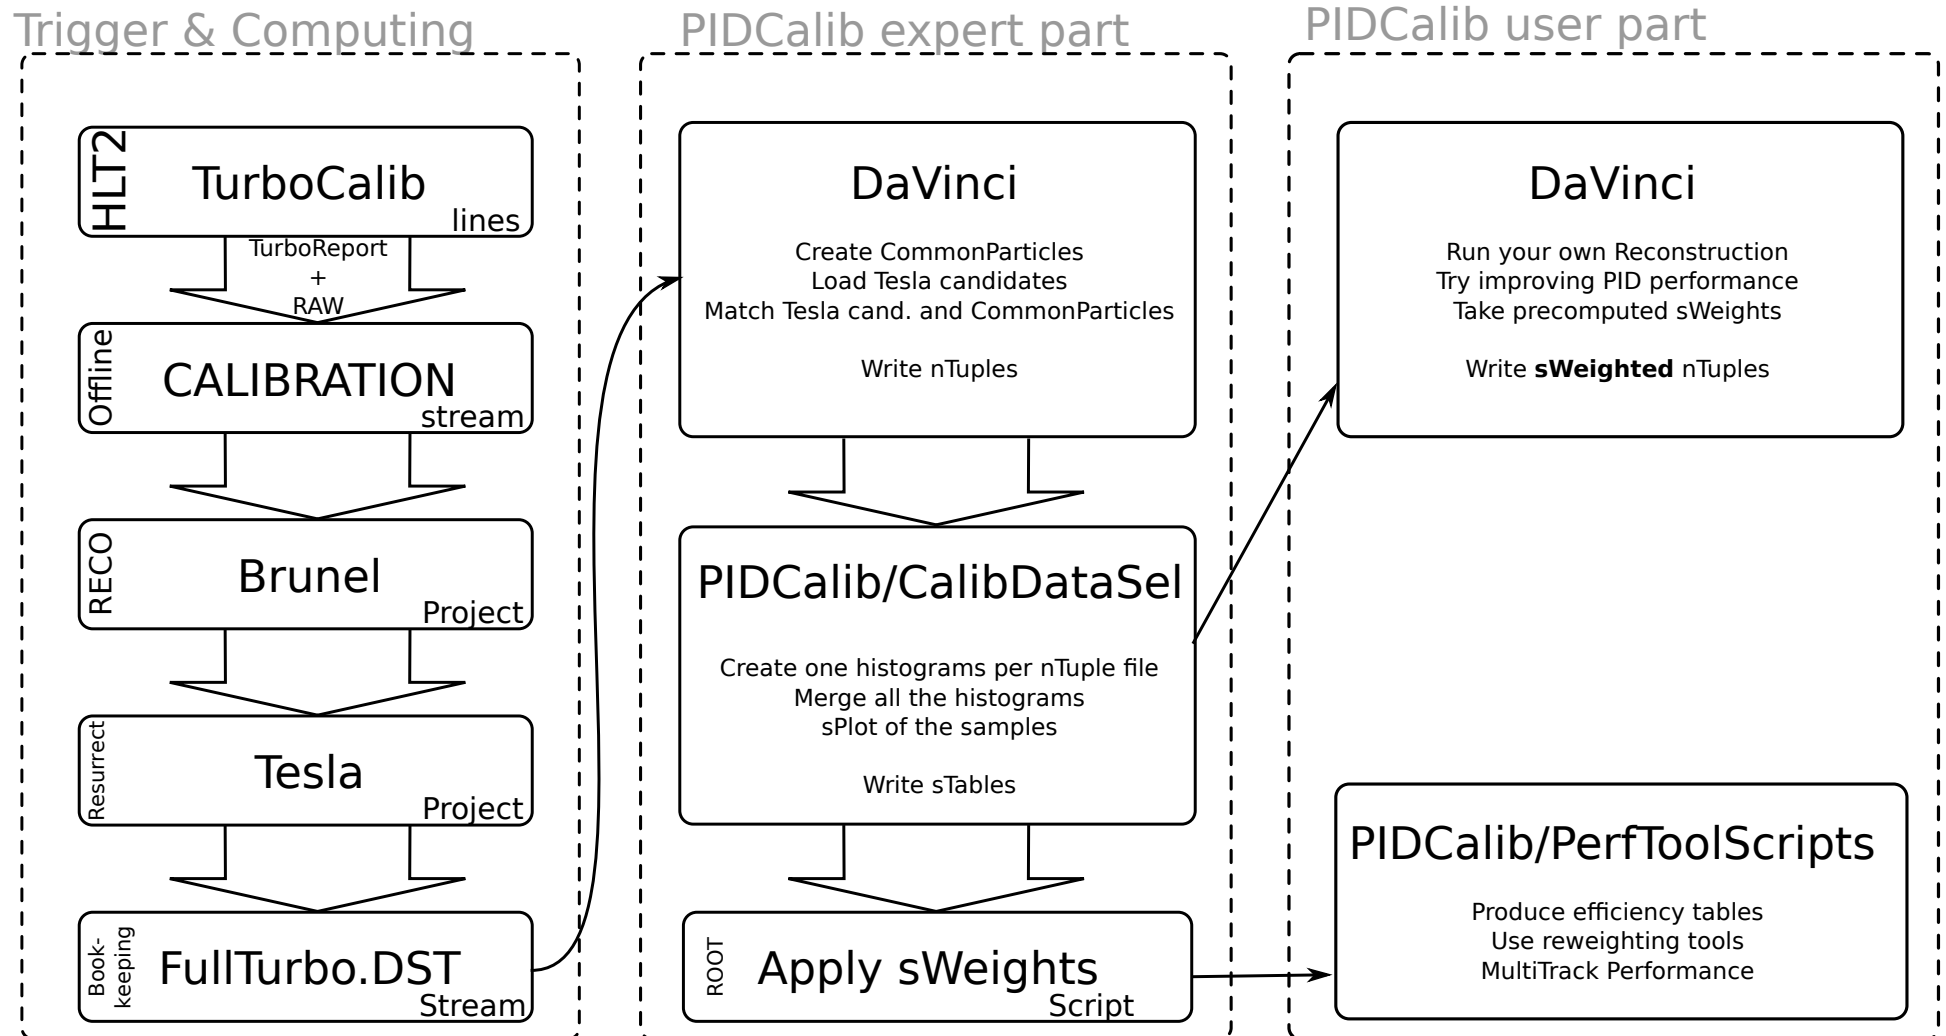 Trigger & Computing
HLT2
TurboCalib
lines
TurboReport
+
RAW
Offline
CALIBRATION
stream
RECO
Brunel
Project
Resurrect
Tesla
Project
Book-
keeping
FullTurbo.DST
Stream
PIDCalib expert part
DaVinci
Create CommonParticles
Load Tesla candidates
Match Tesla cand. and CommonParticles
Write nTuples
PIDCalib/CalibDataSel
Create one histograms per nTuple file
Merge all the histograms
sPlot of the samples
Write sTables
ROOT
Apply sWeights
Script
PIDCalib user part
DaVinci
Run your own Reconstruction
Try improving PID performance
Take precomputed sWeights
Write sWeighted nTuples
PIDCalib/PerfToolScripts
Produce efficiency tables
Use reweighting tools
MultiTrack Performance